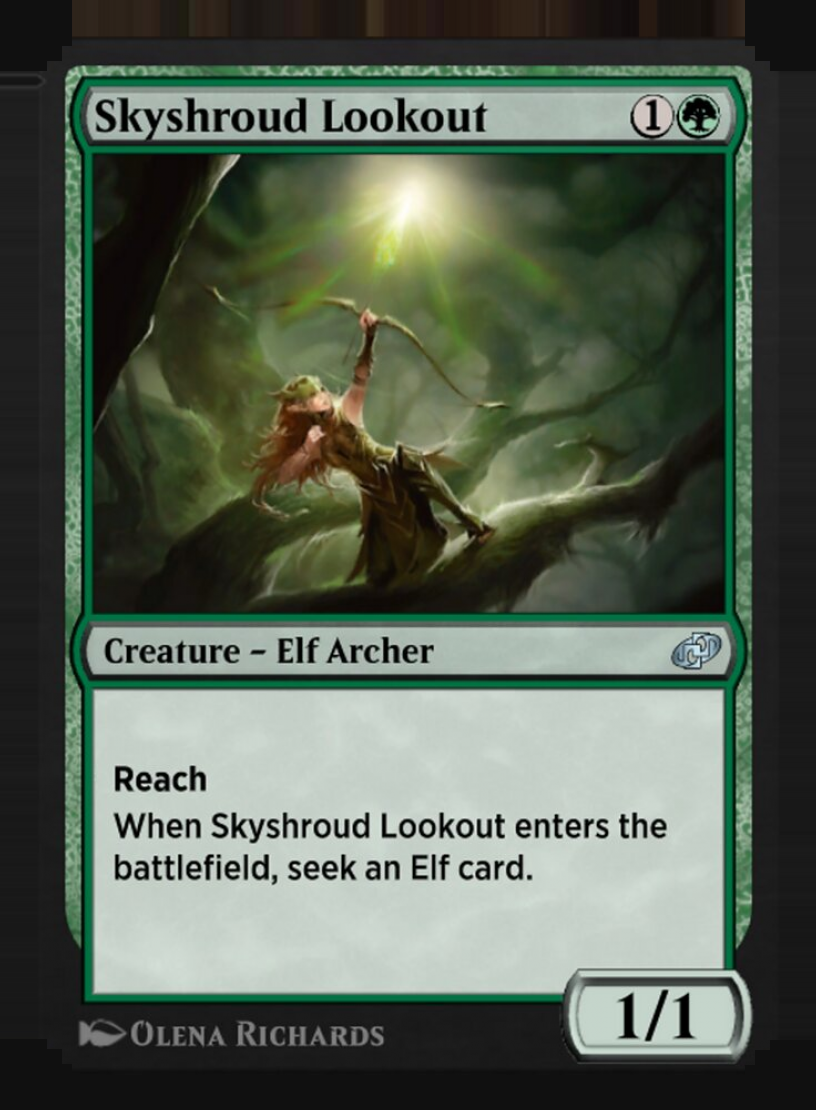 Skyshroud Lookout 1
Creature – Elf Archer
Reach
When Skyshroud Lookout enters the
battlefield, seek an Elf card.
1/1
Olena Richards